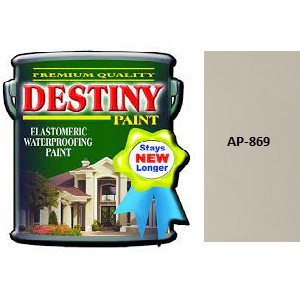 PREMIUM QUALITY
DESTINY
PAINT
ELASTOMERIC
WATERPROOFING
PAINT
Stays
NEW
Longer
AP-869